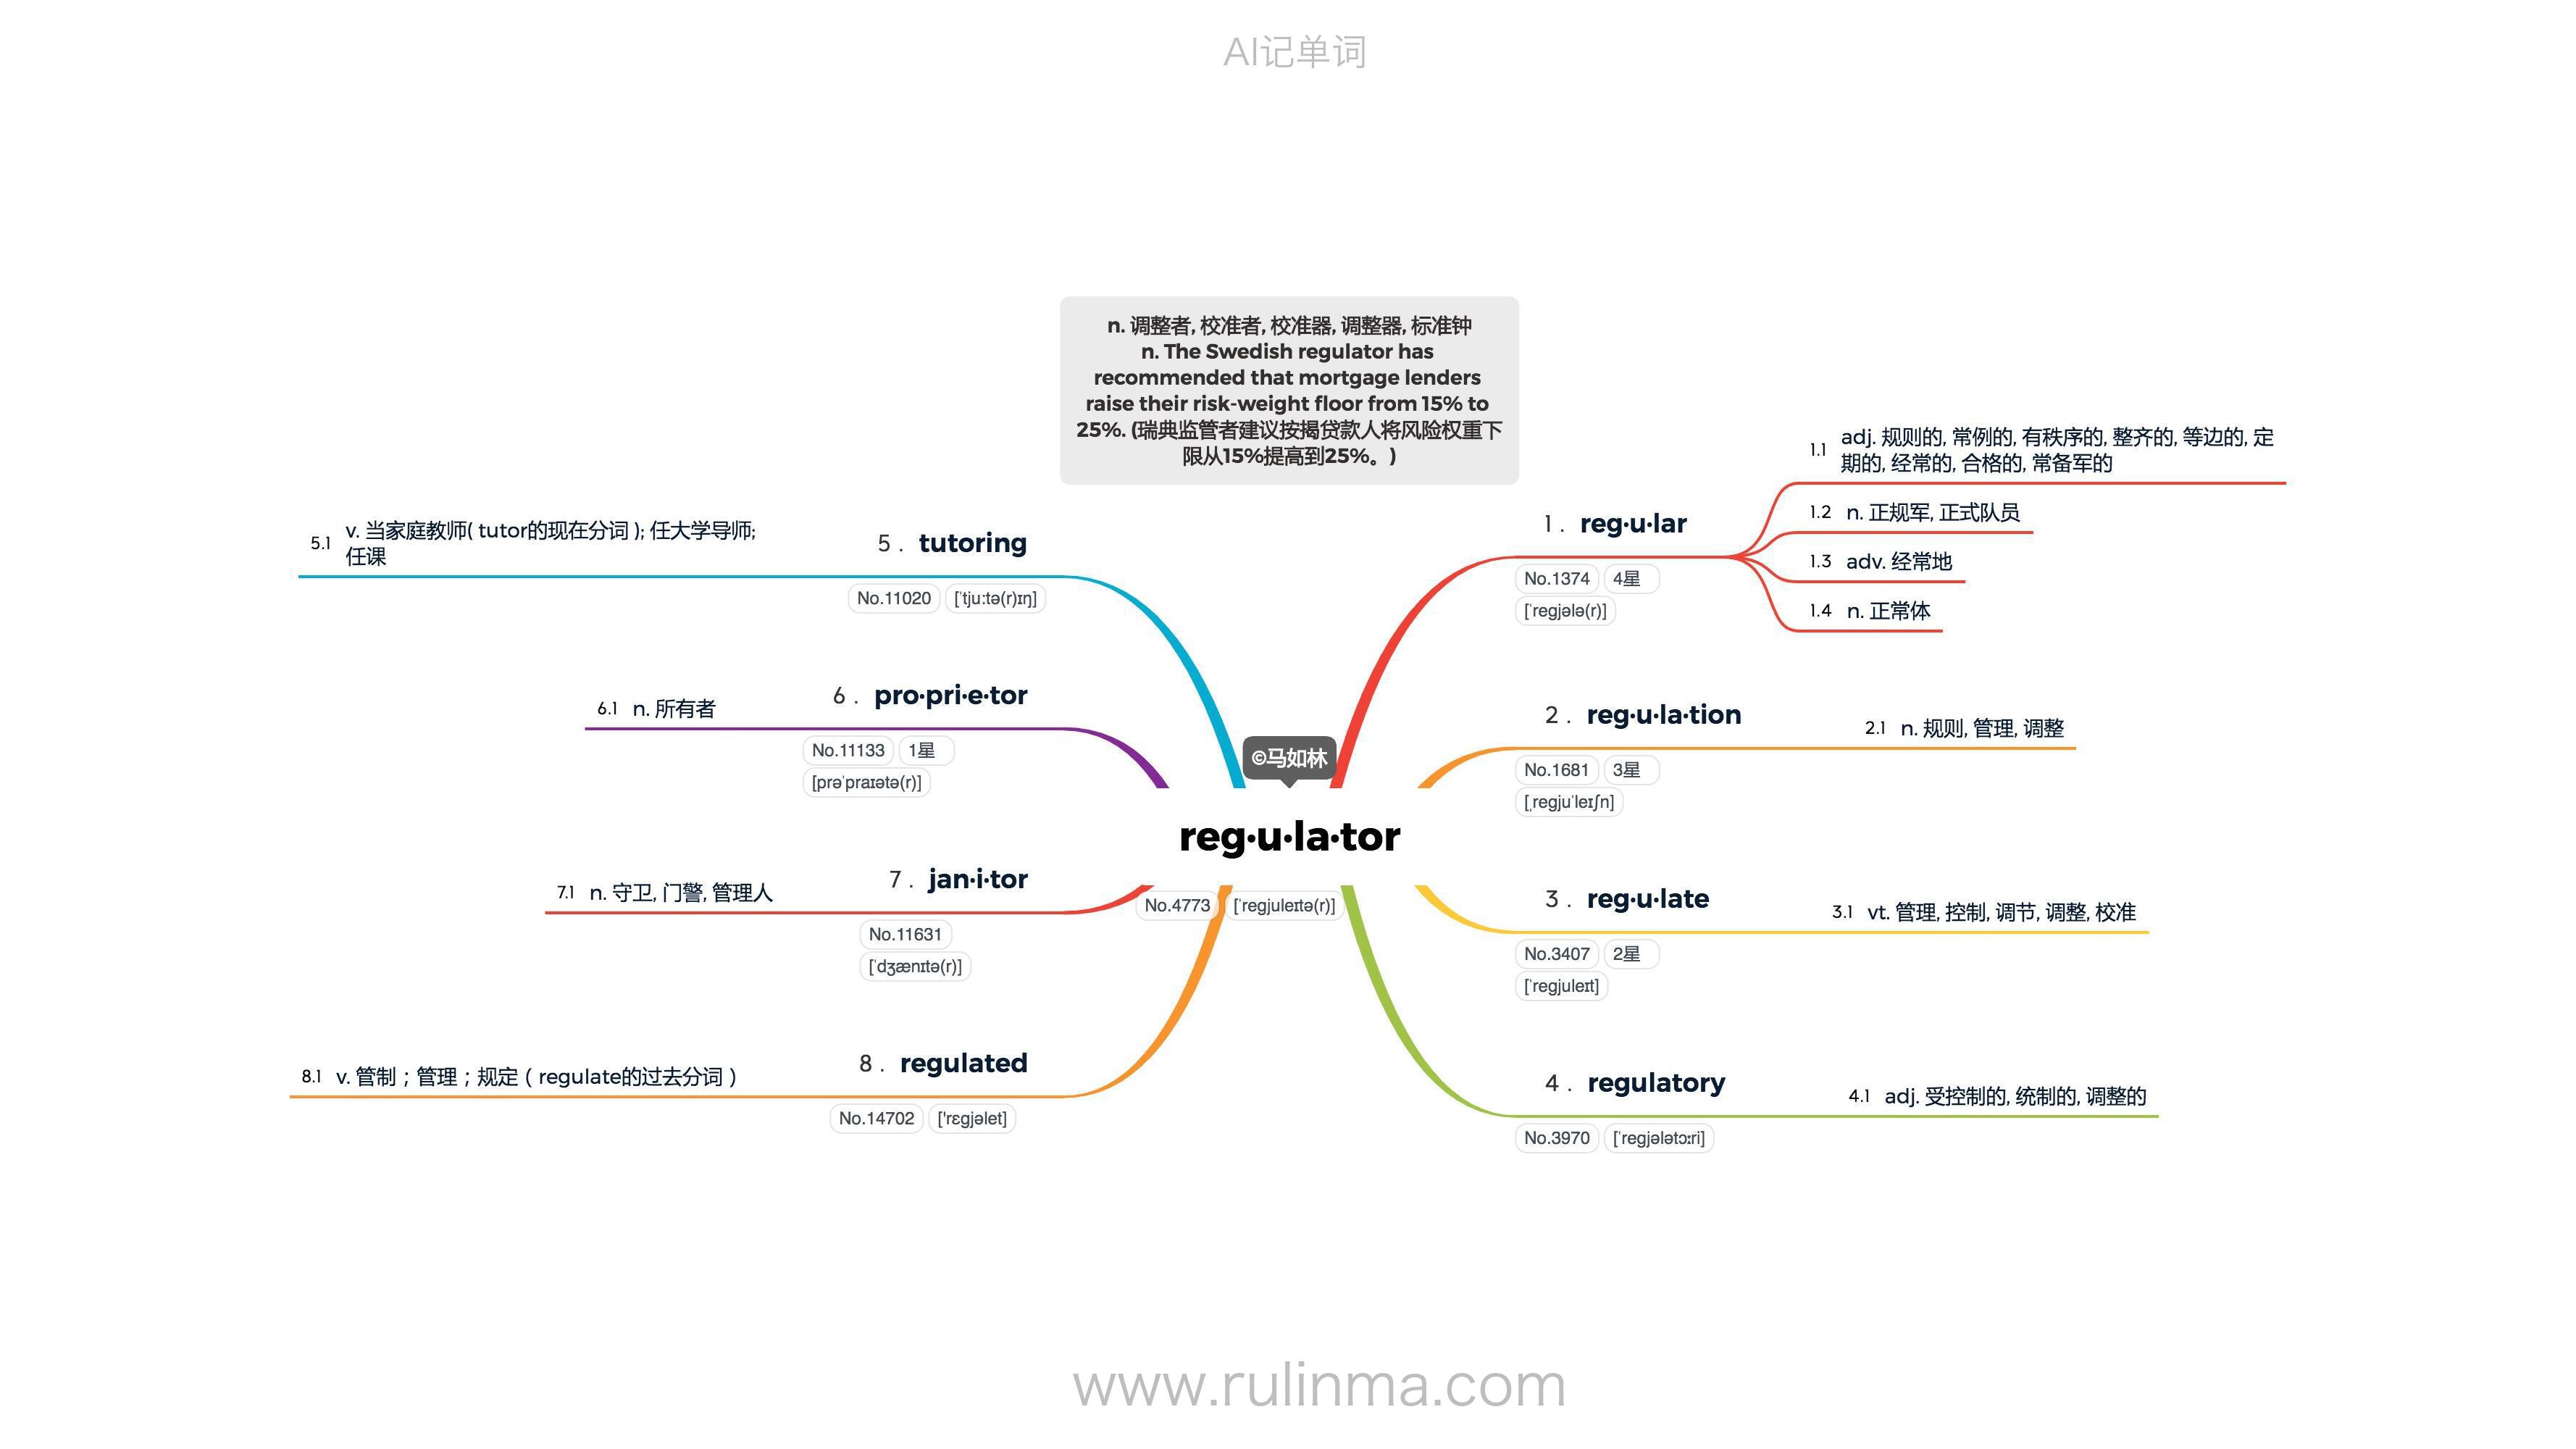 AI记单词
n. 调整者, 校准者, 校准器, 调整器, 标准钟
n. The Swedish regulator has
recommended that mortgage lenders
raise their risk-weight floor from 15% to
25%. (瑞典监管者建议按揭贷款人将风险权重下
限从15%提高到25%。)
©马如林
reg·u·la·tor
No.4773 [ˈregjuleɪtə(r)]
1 . reg·u·lar
No.1374 4星
[ˈregjələ(r)]
1.1 adj. 规则的, 常例的, 有秩序的, 整齐的, 等边的, 定
期的, 经常的, 合格的, 常备军的
1.2 n. 正规军, 正式队员
1.3 adv. 经常地
1.4 n. 正常体
2 . reg·u·la·tion
No.1681 3星
[ˌregjuˈleɪʃn]
2.1 n. 规则, 管理, 调整
3 . reg·u·late
No.3407 2星
[ˈregjuleɪt]
3.1 vt. 管理, 控制, 调节, 调整, 校准
4 . regulatory
No.3970 [ˈregjələtɔːri]
4.1 adj. 受控制的, 统制的, 调整的
5 . tutoring
No.11020 [ˈtjuːtə(r)ɪŋ]
5.1 v. 当家庭教师( tutor的现在分词 ); 任大学导师;
任课
6 . pro·pri·e·tor
No.11133 1星
[prəˈpraɪətə(r)]
6.1 n. 所有者
7 . jan·i·tor
No.11631
[ˈdʒænɪtə(r)]
7.1 n. 守卫, 门警, 管理人
8 . regulated
No.14702 ['rɛgjəlet]
8.1 v. 管制；管理；规定（ regulate的过去分词 ）
www.rulinma.com